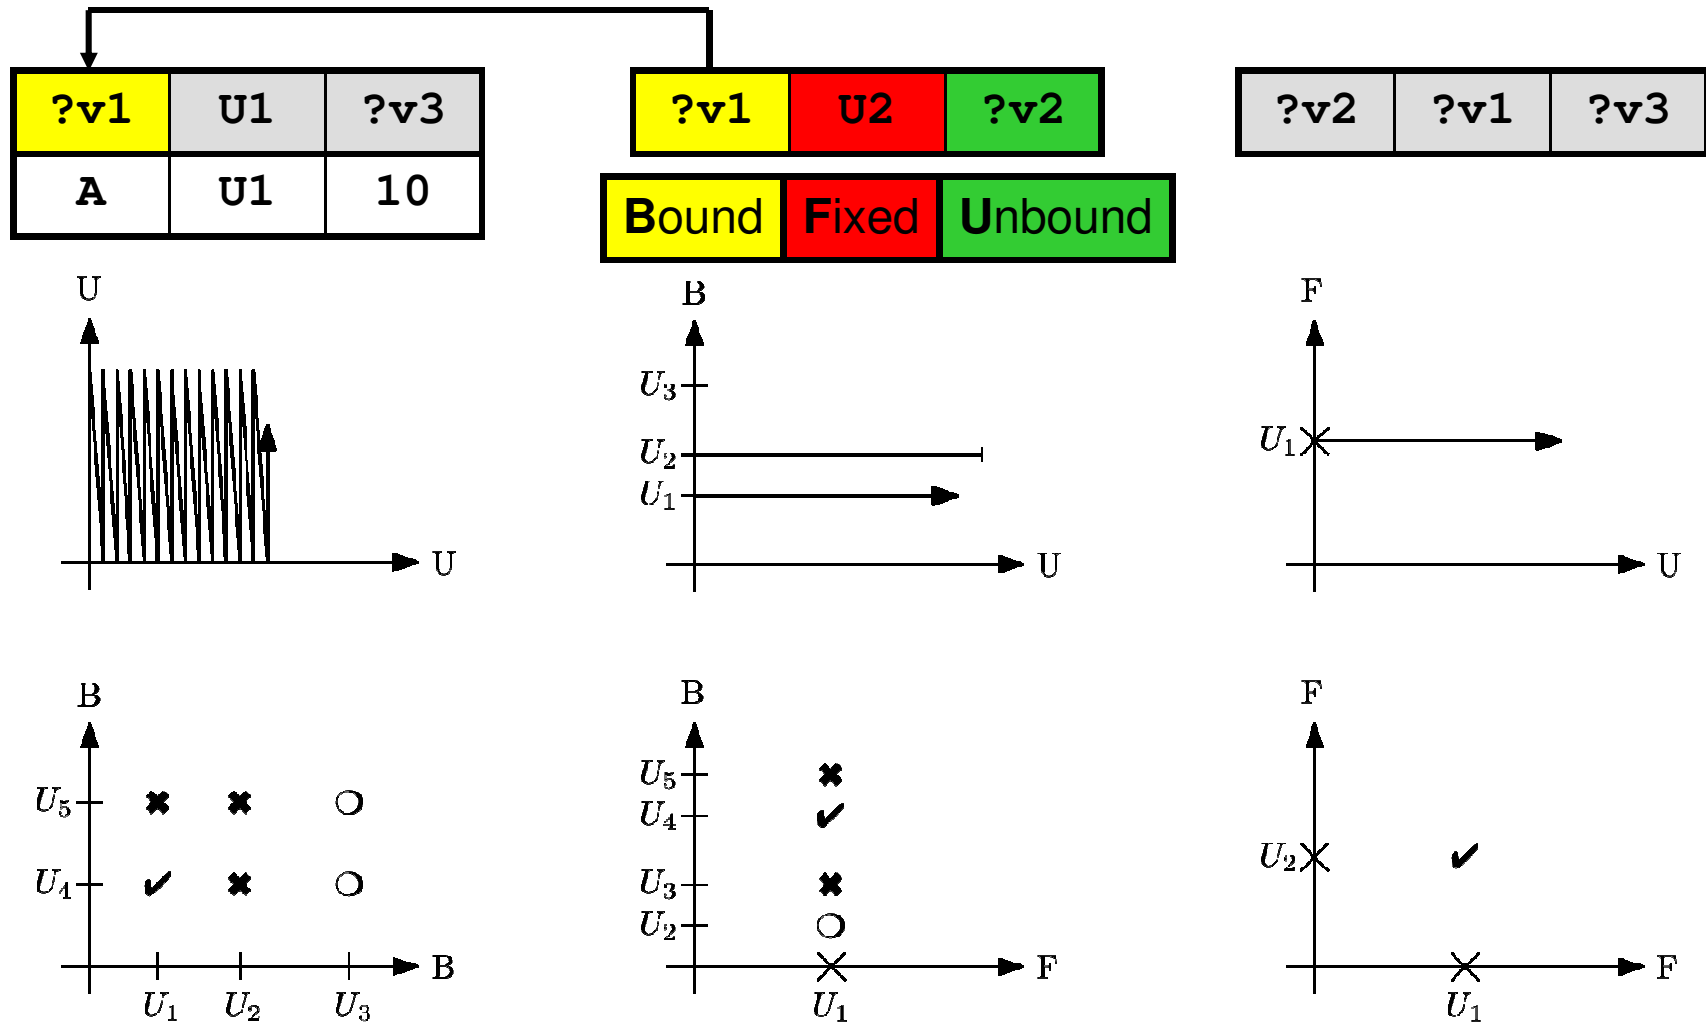 ?v1 U1 ?v3 ?v1 U2 ?v2 ?v2 ?v1 ?v3
A U1 10
Bound Fixed Unbound
U B F
U3
U2 U1
U1
U U U
B B F
U5 U5
U4 U4
U3 U2
U2
B F F
U1 U2 U3 U1 U1